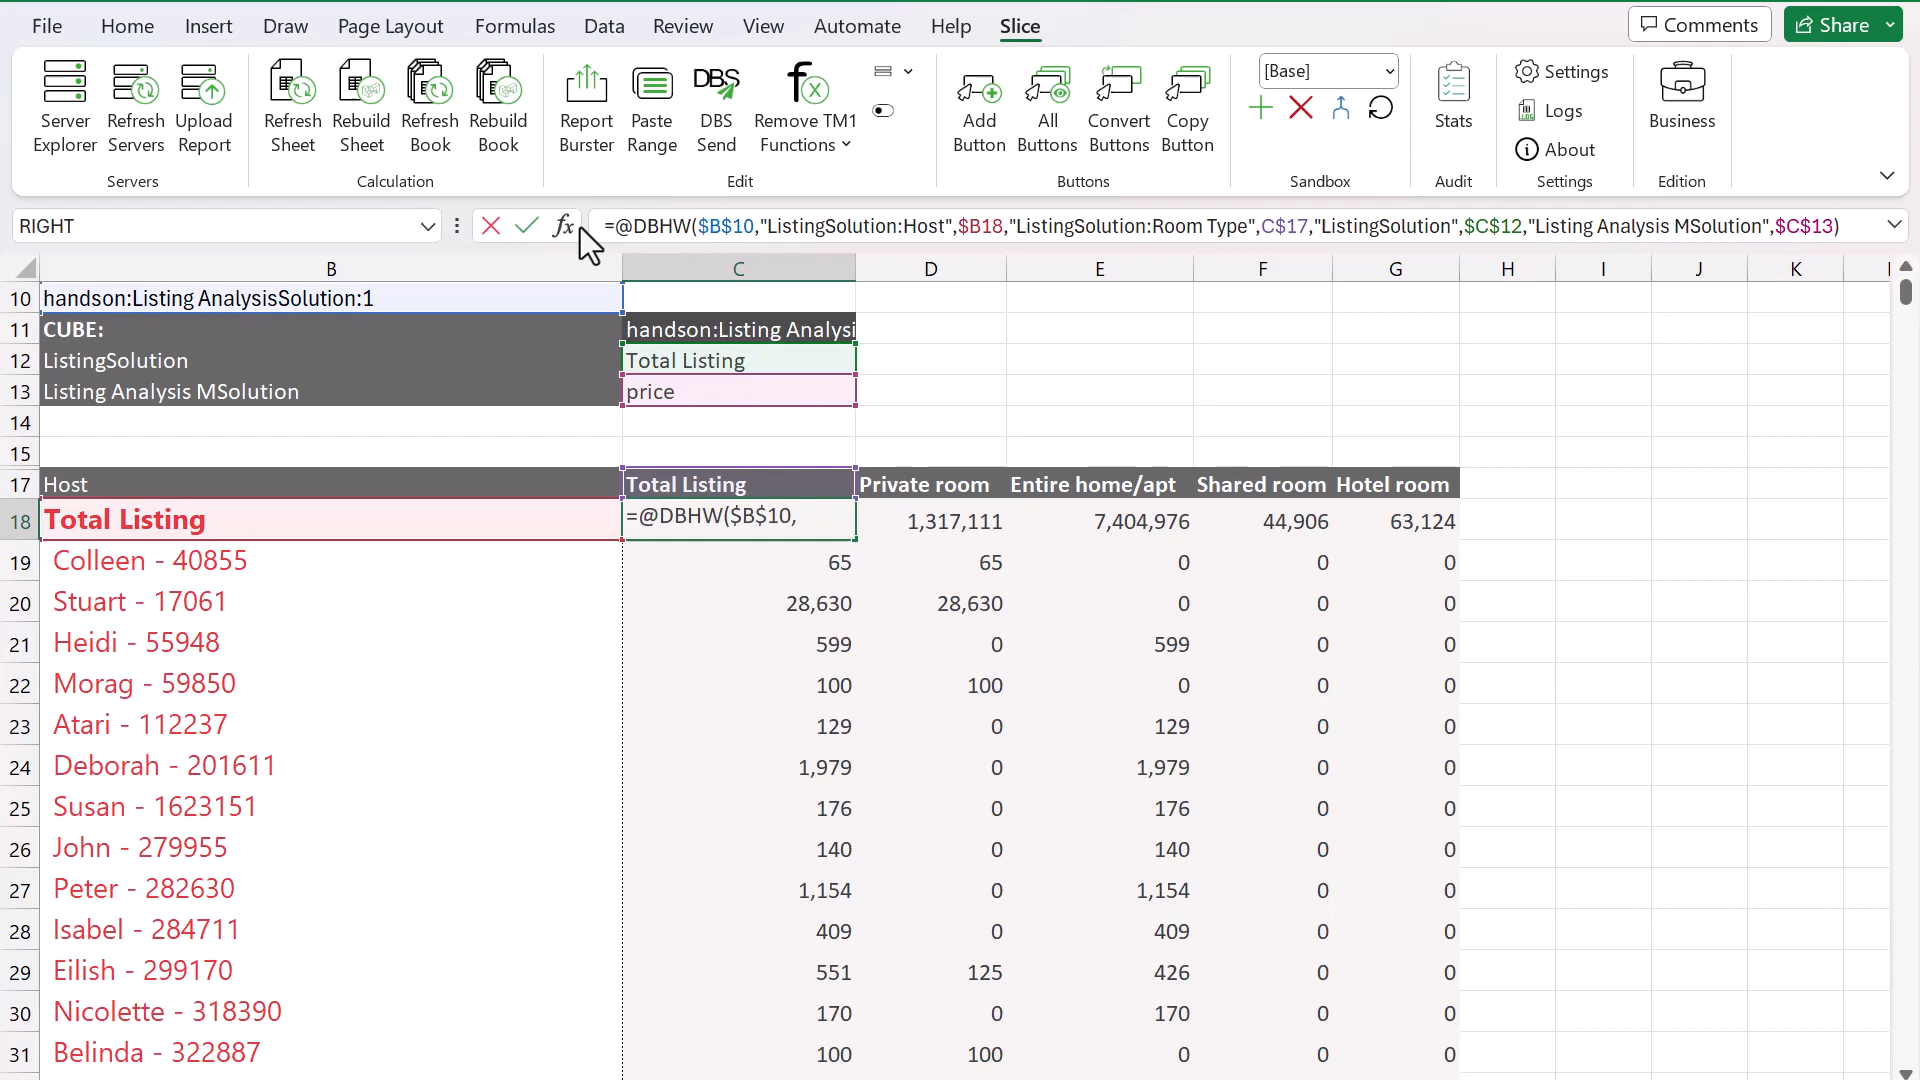 File Home Insert Draw Page Layout Formulas Data Review View Automate Help Slice Comments Share
Server Explorer Refresh Servers Upload Report Refresh Sheet Rebuild Sheet Refresh Book Rebuild Book Report Burster Paste Range DBS Send Remove TM1 Functions Add Button All Buttons Convert Buttons Copy Button [Base] Stats Settings Logs About Business
Servers Calculation Edit Buttons Sandbox Audit Settings Edition
RIGHT fx =@DBHW($B$10,"ListingSolution:Host",$B18,"ListingSolution:Room Type",C$17,"ListingSolution",$C$12,"Listing Analysis MSolution",$C$13)
B C D E F G H I J K
10 handson:Listing AnalysisSolution:1
11 CUBE: handson:Listing Analysi
12 ListingSolution Total Listing
13 Listing Analysis MSolution price
14
15
17 Host Total Listing Private room Entire home/apt Shared room Hotel room
18 Total Listing =@DBHW($B$10, 1,317,111 7,404,976 44,906 63,124
19 Colleen - 40855 65 65 0 0 0
20 Stuart - 17061 28,630 28,630 0 0 0
21 Heidi - 55948 599 0 599 0 0
22 Morag - 59850 100 100 0 0 0
23 Atari - 112237 129 0 129 0 0
24 Deborah - 201611 1,979 0 1,979 0 0
25 Susan - 1623151 176 0 176 0 0
26 John - 279955 140 0 140 0 0
27 Peter - 282630 1,154 0 1,154 0 0
28 Isabel - 284711 409 0 409 0 0
29 Eilish - 299170 551 125 426 0 0
30 Nicolette - 318390 170 0 170 0 0
31 Belinda - 322887 100 100 0 0 0